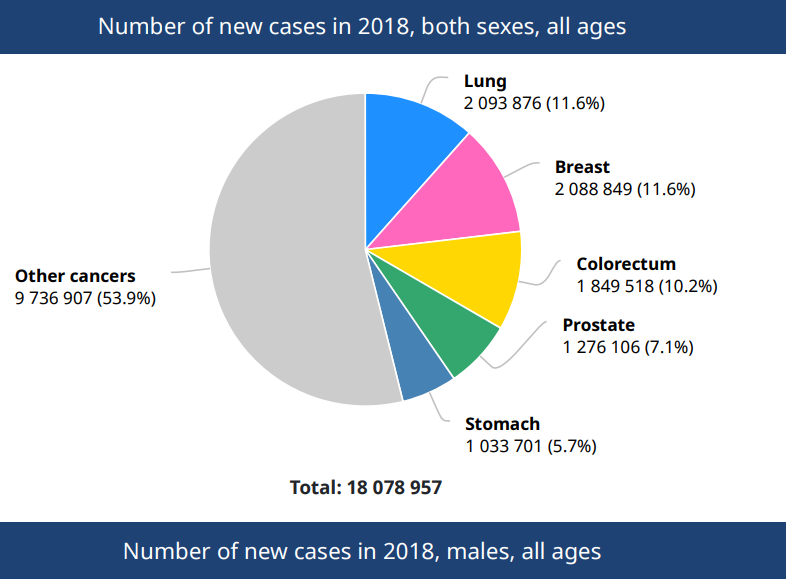 Number of new cases in 2018, both sexes, all ages
Lung
2 093 876 (11.6%)
Breast
2 088 849 (11.6%)
Colorectum
1 849 518 (10.2%)
Other cancers
9 736 907 (53.9%)
Prostate
1 276 106 (7.1%)
Stomach
1 033 701 (5.7%)
Total: 18 078 957
Number of new cases in 2018, males, all ages